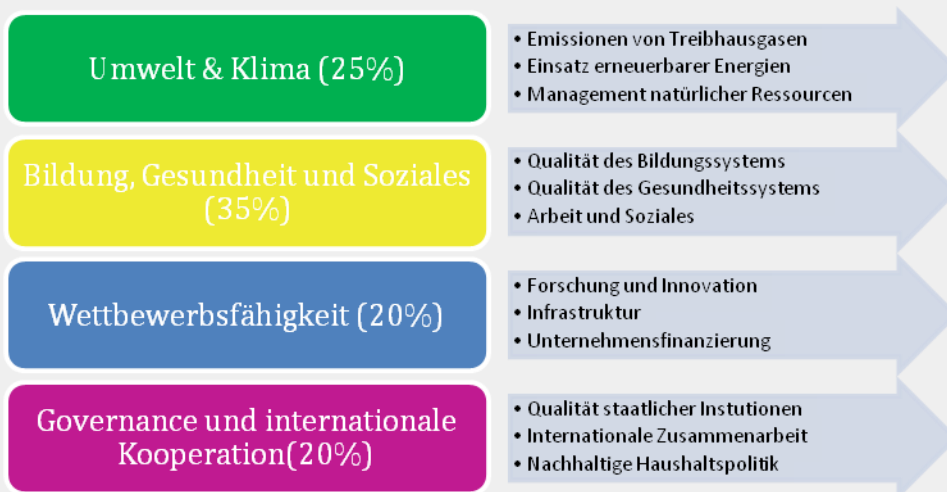 Umwelt & Klima (25%)
• Emissionen von Treibhausgasen
• Einsatz erneuerbarer Energien
• Management natürlicher Ressourcen
Bildung, Gesundheit und Soziales
(35%)
• Qualität des Bildungssystems
• Qualität des Gesundheitssystems
• Arbeit und Soziales
Wettbewerbsfähigkeit (20%)
• Forschung und Innovation
• Infrastruktur
• Unternehmensfinanzierung
Governance und internationale
Kooperation(20%)
• Qualität staatlicher Instutionen
• Internationale Zusammenarbeit
• Nachhaltige Haushaltspolitik